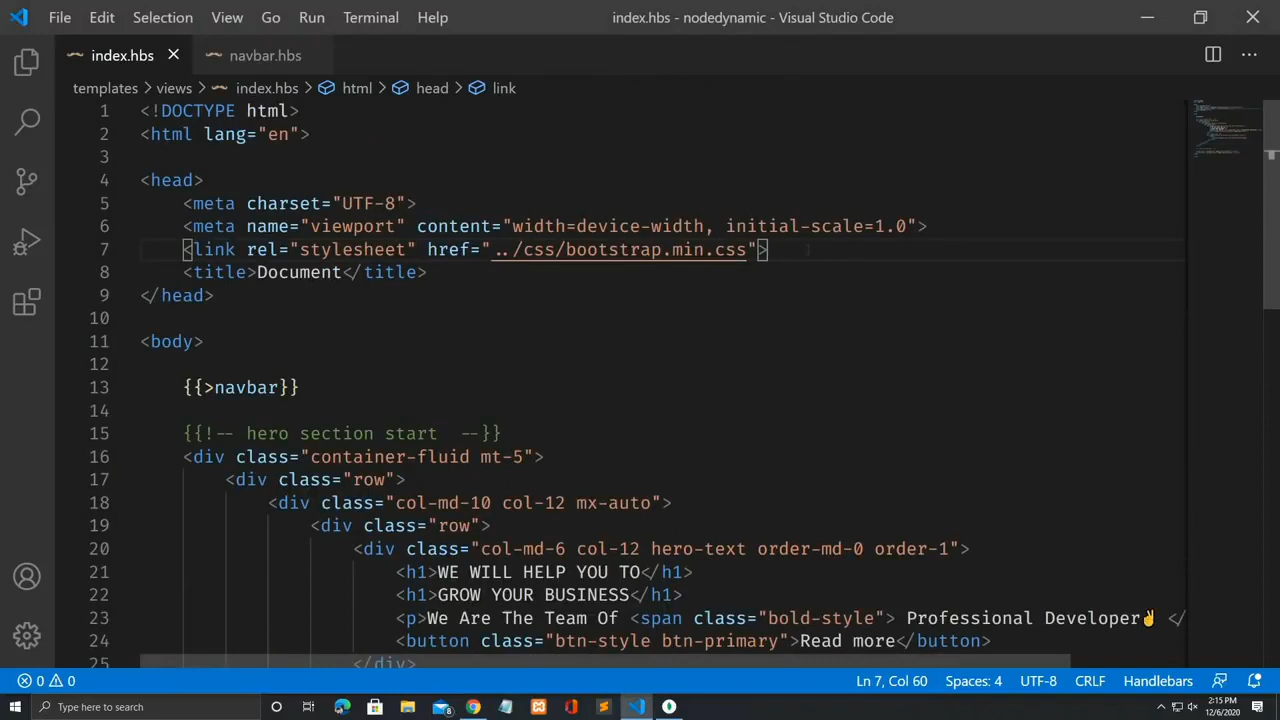 File Edit Selection View Go Run Terminal Help index.hbs - nodedynamic - Visual Studio Code
index.hbs navbar.hbs
templates > views > index.hbs > html > head > link
1 <!DOCTYPE html>
2 <html lang="en">
3
4 <head>
5 <meta charset="UTF-8">
6 <meta name="viewport" content="width=device-width, initial-scale=1.0">
7 <link rel="stylesheet" href="../css/bootstrap.min.css">
8 <title>Document</title>
9 </head>
10
11 <body>
12
13 {{>navbar}}
14
15 {{!-- hero section start --}}
16 <div class="container-fluid mt-5">
17 <div class="row">
18 <div class="col-md-10 col-12 mx-auto">
19 <div class="row">
20 <div class="col-md-6 col-12 hero-text order-md-0 order-1">
21 <h1>WE WILL HELP YOU TO</h1>
22 <h1>GROW YOUR BUSINESS</h1>
23 <p>We Are The Team Of <span class="bold-style"> Professional Developer✌ </
24 <button class="btn-style btn-primary">Read more</button>
25 </div>
0 0 Ln 7, Col 60 Spaces: 4 UTF-8 CRLF Handlebars
Type here to search 2:15 PM
12/6/2020